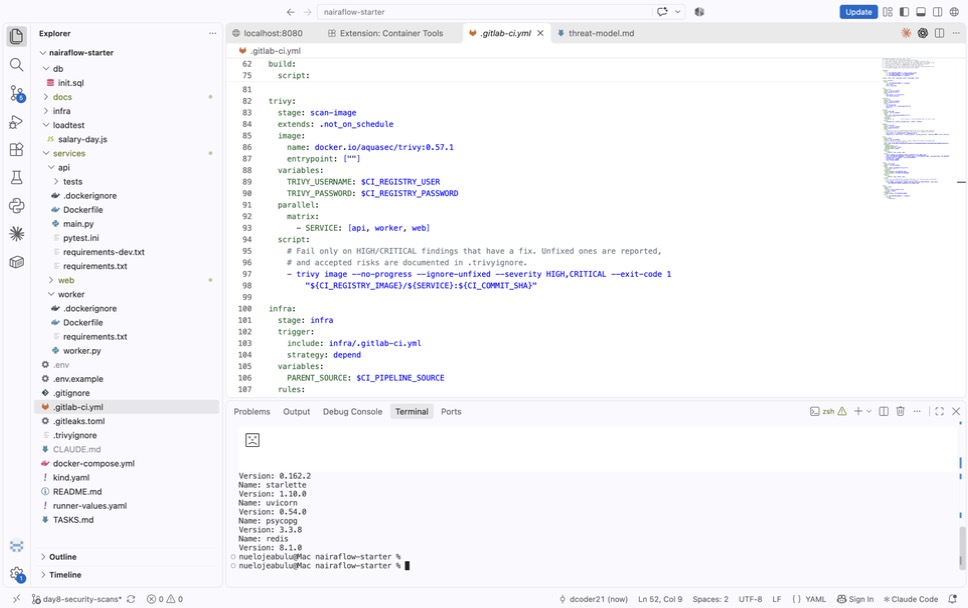 nairaflow-starter
Update
Explorer
nairaflow-starter
db
init.sql
docs
infra
loadtest
JS salary-day.js
services
api
tests
.dockerignore
Dockerfile
main.py
pytest.ini
requirements-dev.txt
requirements.txt
web
worker
.dockerignore
Dockerfile
requirements.txt
worker.py
.env
.env.example
.gitignore
.gitlab-ci.yml
.gitleaks.toml
.trivyignore
CLAUDE.md
docker-compose.yml
kind.yaml
README.md
runner-values.yaml
TASKS.md
Outline
Timeline
5
1
localhost:8080
Extension: Container Tools
.gitlab-ci.yml
threat-model.md
.gitlab-ci.yml
62 build:
75 script:
81
82 trivy:
83 stage: scan-image
84 extends: .not_on_schedule
85 image:
86 name: docker.io/aquasec/trivy:0.57.1
87 entrypoint: [""]
88 variables:
89 TRIVY_USERNAME: $CI_REGISTRY_USER
90 TRIVY_PASSWORD: $CI_REGISTRY_PASSWORD
91 parallel:
92 matrix:
93 - SERVICE: [api, worker, web]
94 script:
95 # Fail only on HIGH/CRITICAL findings that have a fix. Unfixed ones are reported,
96 # and accepted risks are documented in .trivyignore.
97 - trivy image --no-progress --ignore-unfixed --severity HIGH,CRITICAL --exit-code 1
98 "${CI_REGISTRY_IMAGE}/${SERVICE}:${CI_COMMIT_SHA}"
99
100 infra:
101 stage: infra
102 trigger:
103 include: infra/.gitlab-ci.yml
104 strategy: depend
105 variables:
106 PARENT_SOURCE: $CI_PIPELINE_SOURCE
107 rules:
Problems Output Debug Console Terminal Ports
zsh
Version: 0.162.2
Name: starlette
Version: 1.10.0
Name: uvicorn
Version: 0.54.0
Name: psycopg
Version: 3.3.8
Name: redis
Version: 8.1.0
nuelojeabulu@Mac nairaflow-starter %
nuelojeabulu@Mac nairaflow-starter %
day8-security-scans* 0 0 dcoder21 (now) Ln 52, Col 9 Spaces: 2 UTF-8 LF {} YAML Sign In Claude Code